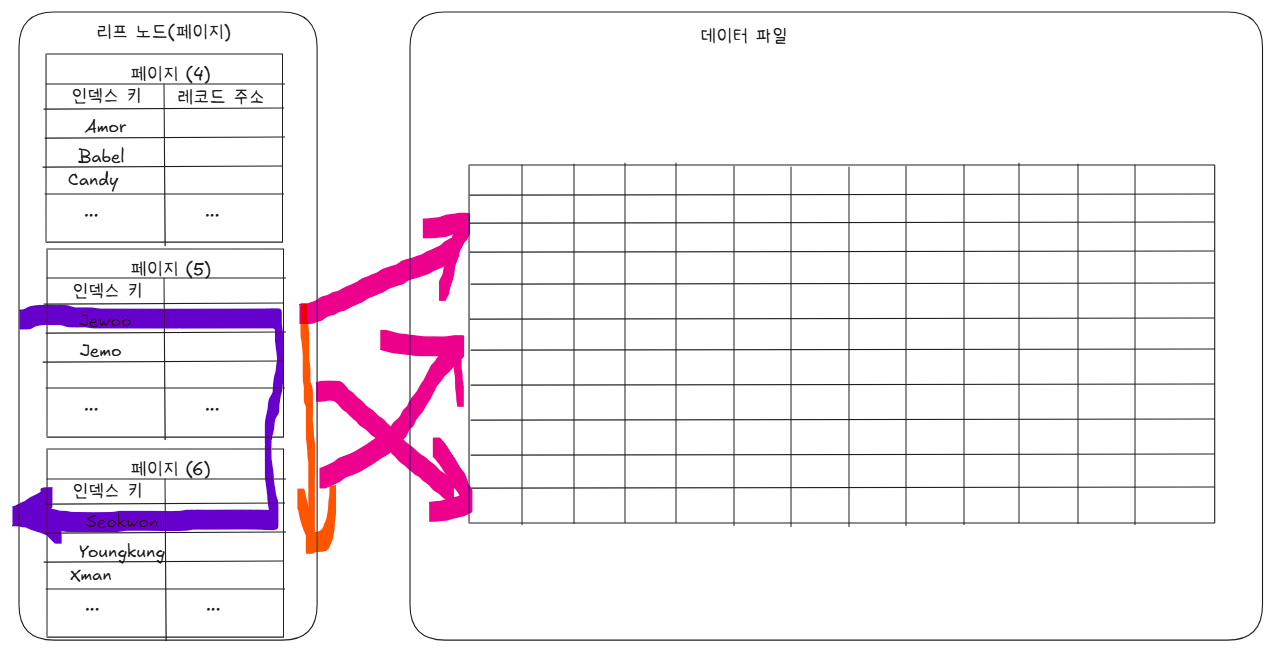 리프 노드(페이지)
페이지 (4)
인덱스 키 레코드 주소
Amor
Babel
Candy
... ...
페이지 (5)
인덱스 키
Jewoo
Jemo
... ...
페이지 (6)
인덱스 키
Seokwon
Youngkung
Xman
... ...
데이터 파일